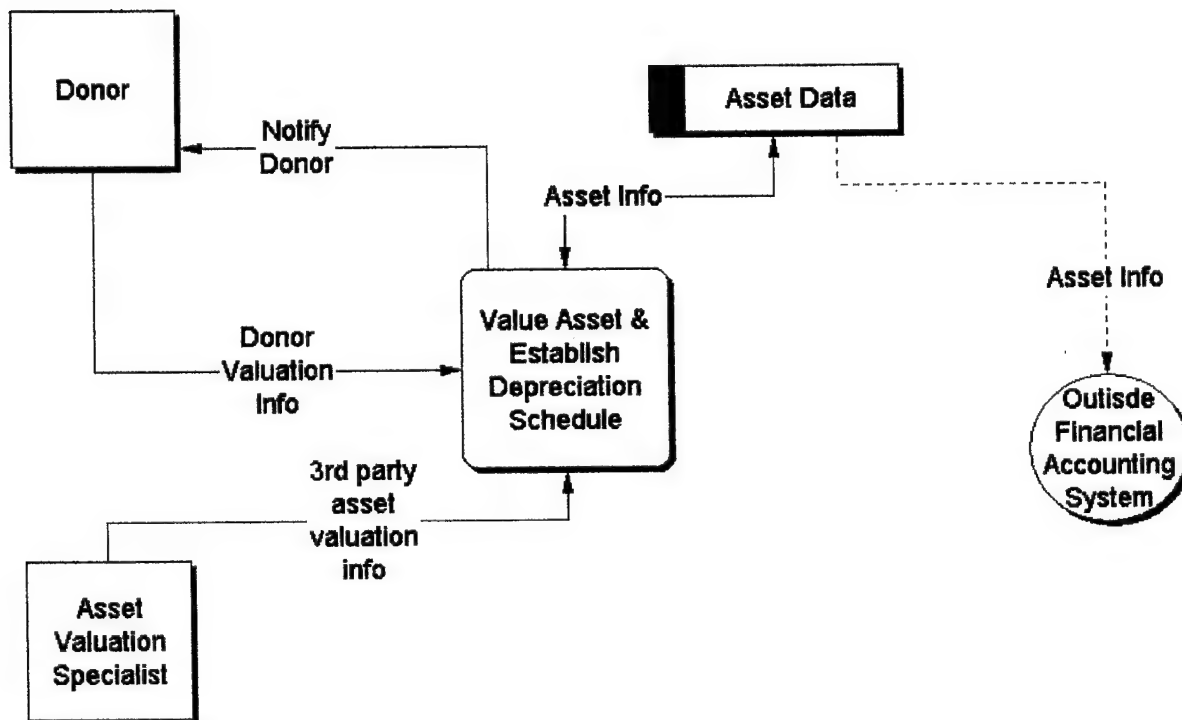 Donor
Asset Data
Notify
Donor
Asset Info
Asset Info
Value Asset &
Establish
Depreciation
Schedule
Donor
Valuation
Info
Outisde
Financial
Accounting
System
3rd party
asset
valuation
info
Asset
Valuation
Specialist